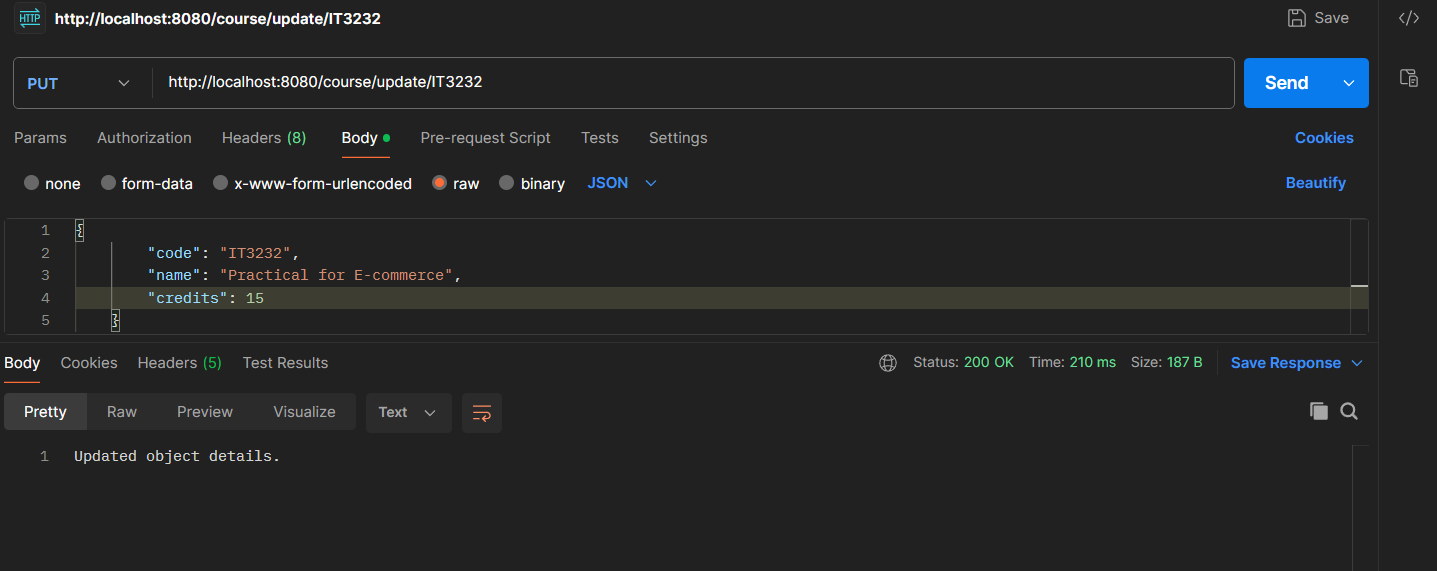 HTTP http://localhost:8080/course/update/IT3232 Save
PUT http://localhost:8080/course/update/IT3232 Send
Params Authorization Headers (8) Body Pre-request Script Tests Settings Cookies
none form-data x-www-form-urlencoded raw binary JSON Beautify
1 {
2 "code": "IT3232",
3 "name": "Practical for E-commerce",
4 "credits": 15
5 }
Body Cookies Headers (5) Test Results Status: 200 OK Time: 210 ms Size: 187 B Save Response
Pretty Raw Preview Visualize Text
1 Updated object details.